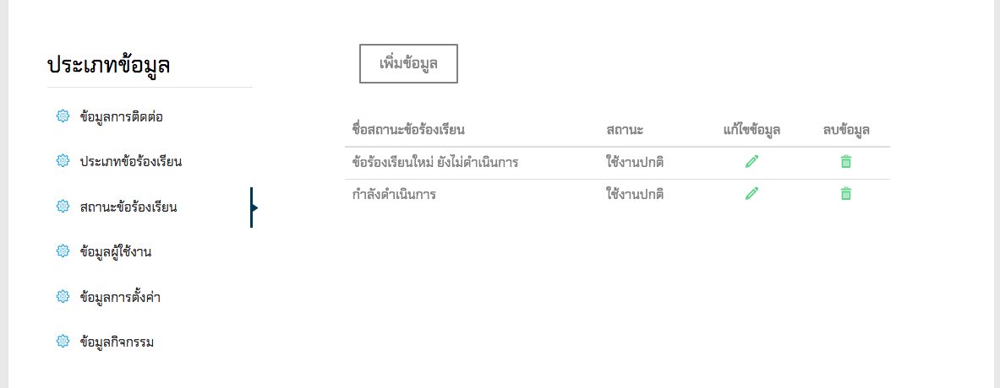 ประเภทข้อมูล
ข้อมูลการติดต่อ
ประเภทข้อร้องเรียน
สถานะข้อร้องเรียน
ข้อมูลผู้ใช้งาน
ข้อมูลการตั้งค่า
ข้อมูลกิจกรรม
เพิ่มข้อมูล
ชื่อสถานะข้อร้องเรียน สถานะ แก้ไขข้อมูล ลบข้อมูล
ข้อร้องเรียนใหม่ ยังไม่ดำเนินการ ใช้งานปกติ
กำลังดำเนินการ ใช้งานปกติ